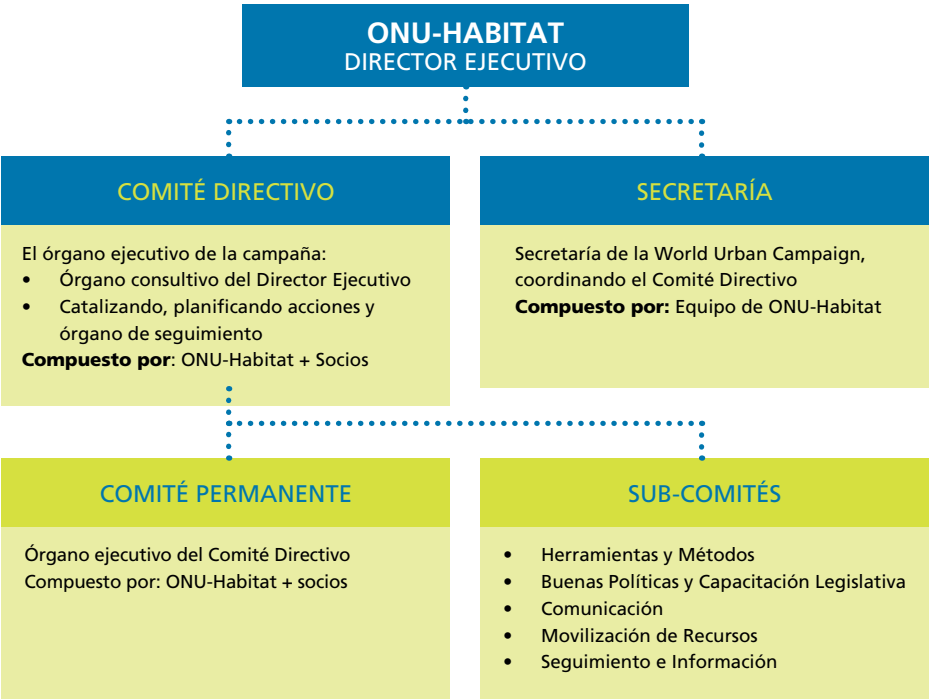 ONU-HABITAT
DIRECTOR EJECUTIVO
COMITÉ DIRECTIVO
El órgano ejecutivo de la campaña:
• Órgano consultivo del Director Ejecutivo
• Catalizando, planificando acciones y
órgano de seguimiento
Compuesto por: ONU-Habitat + Socios
SECRETARÍA
Secretaría de la World Urban Campaign,
coordinando el Comité Directivo
Compuesto por: Equipo de ONU-Habitat
COMITÉ PERMANENTE
Órgano ejecutivo del Comité Directivo
Compuesto por: ONU-Habitat + socios
SUB-COMITÉS
• Herramientas y Métodos
• Buenas Políticas y Capacitación Legislativa
• Comunicación
• Movilización de Recursos
• Seguimiento e Información